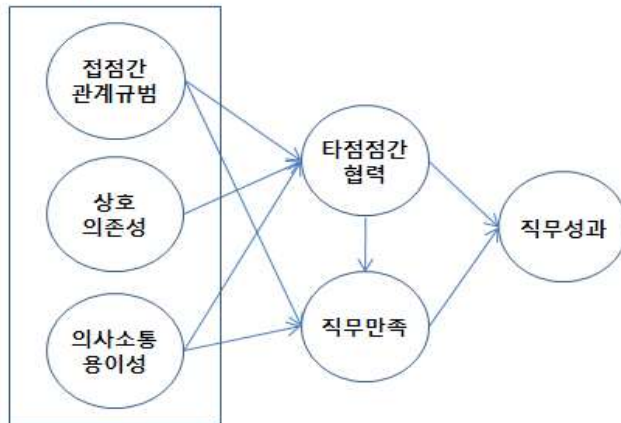 접점간
관계규범
상호
의존성
의사소통
용이성
타점점간
협력
직무만족
직무성과